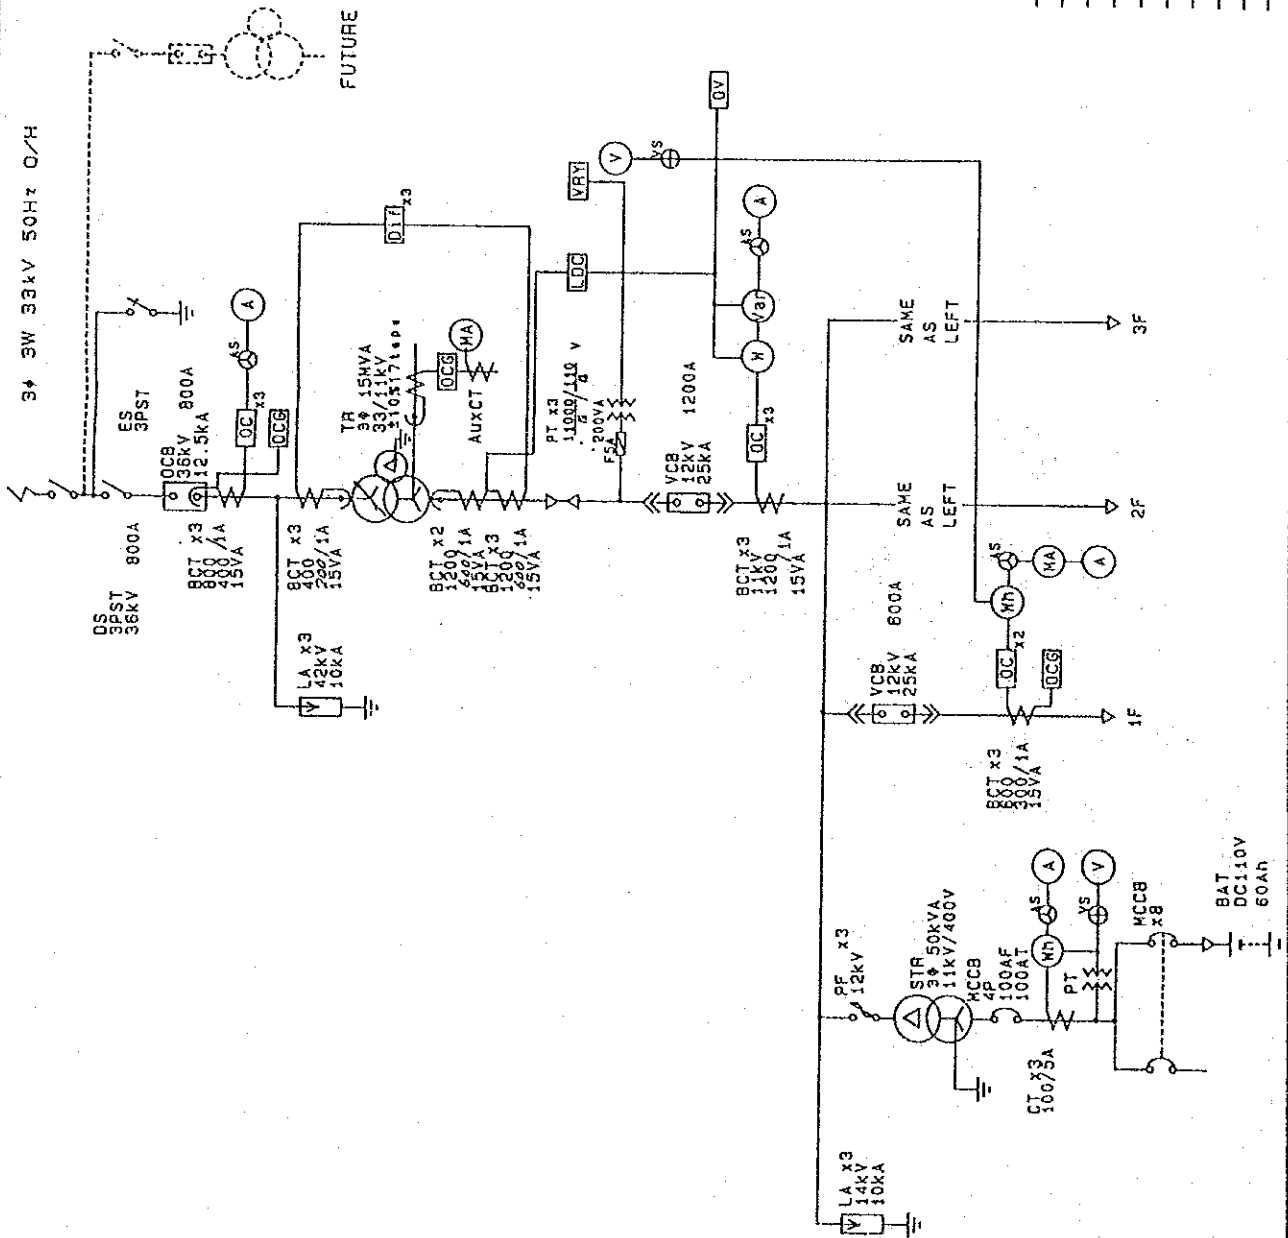 3φ 3W 33kV 50Hz O/H
FUTURE
DS
3PST
36kV 800A
ES
3PST
OCB
36kV 800A
12.5kA
BCT x3
800
400/1A
15VA
OC
x3
OCG
AS
A
LA x3
42kV
10kA
BCT x3
400
200/1A
15VA
Dif
x3
TR
3φ 15MVA
33/11kV
±10%17taps
OCG
MA
AuxCT
BCT x2
1200
600/1A
15VA
BCT x3
1200
600/1A
15VA
LDC
VRY
PT x3
11000/110 V
200VA
F5A
V
VS
OV
VCB
12kV 1200A
25kA
BCT x3
11kV
1200/1A
15VA
OC
x3
W
Var
AS
A
LA x3
14kV
10kA
PF x3
12kV
STR
3φ 50kVA
11kV/400V
MCCB
4P
100AF
100AT
CT x3
100/5A
Wh
AS
A
PT
VS
V
MCCB
x8
BAT
DC110V
60Ah
VCB
12kV 600A
25kA
BCT x3
600
300/1A
15VA
OC
x2
OCG
Wh
AS
MA
A
1F
SAME
AS
LEFT
2F
SAME
AS
LEFT
3F